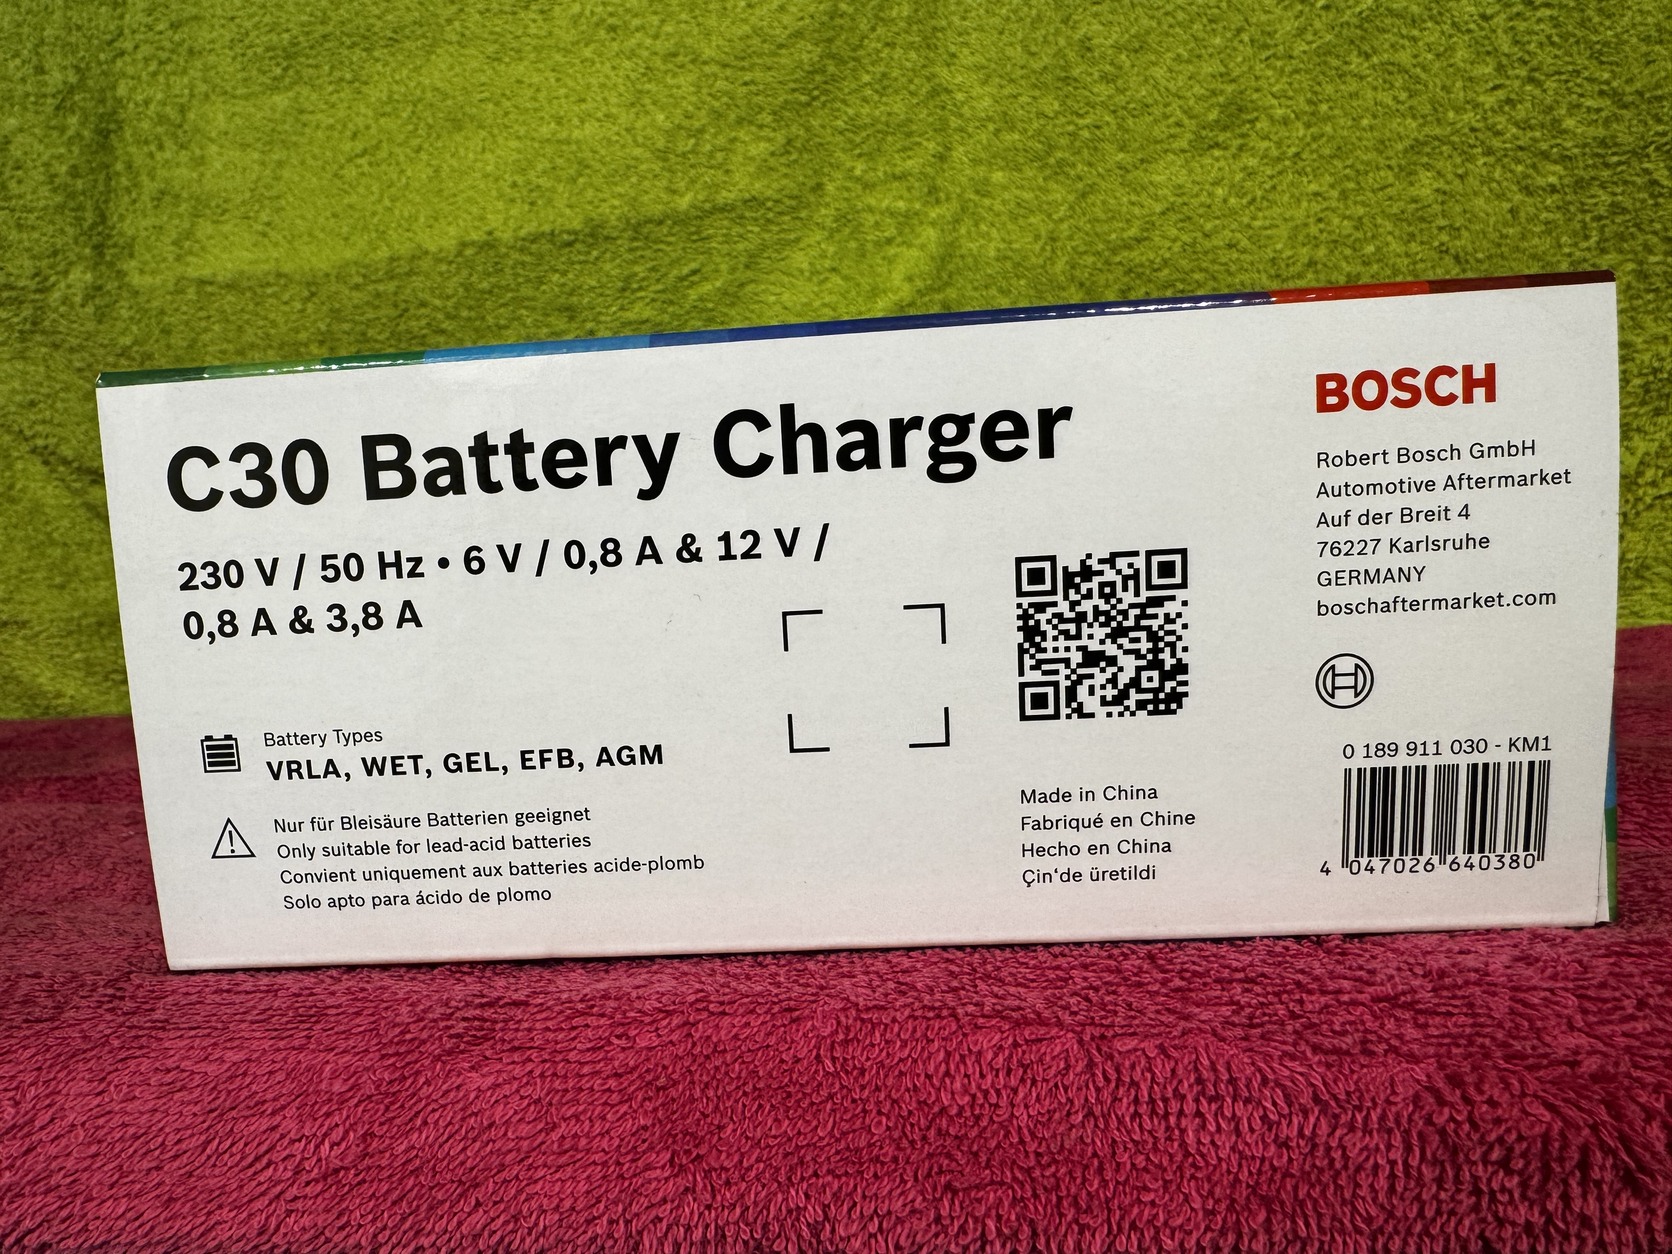 C30 Battery Charger
230 V / 50 Hz • 6 V / 0,8 A & 12 V /
0,8 A & 3,8 A
Battery Types
VRLA, WET, GEL, EFB, AGM
Nur für Bleisäure Batterien geeignet
Only suitable for lead-acid batteries
Convient uniquement aux batteries acide-plomb
Solo apto para ácido de plomo
Made in China
Fabriqué en Chine
Hecho en China
Çin‘de üretildi
BOSCH
Robert Bosch GmbH
Automotive Aftermarket
Auf der Breit 4
76227 Karlsruhe
GERMANY
boschaftermarket.com
0 189 911 030 - KM1
4 047026 640380